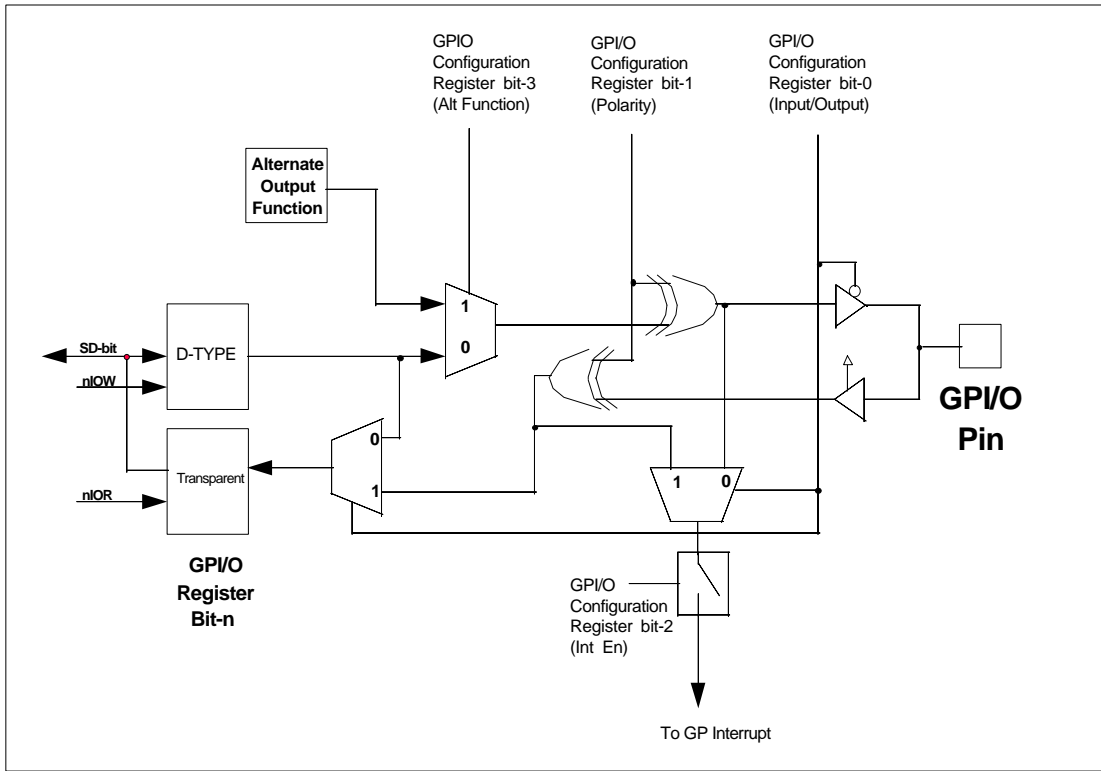 GPIO
Configuration
Register bit-3
(Alt Function)
GPI/O
Configuration
Register bit-1
(Polarity)
GPI/O
Configuration
Register bit-0
(Input/Output)
Alternate
Output
Function
1
0
SD-bit
D-TYPE
nIOW
0
1
Transparent
nIOR
1 0
GPI/O
Pin
GPI/O
Register
Bit-n
GPI/O
Configuration
Register bit-2
(Int En)
To GP Interrupt